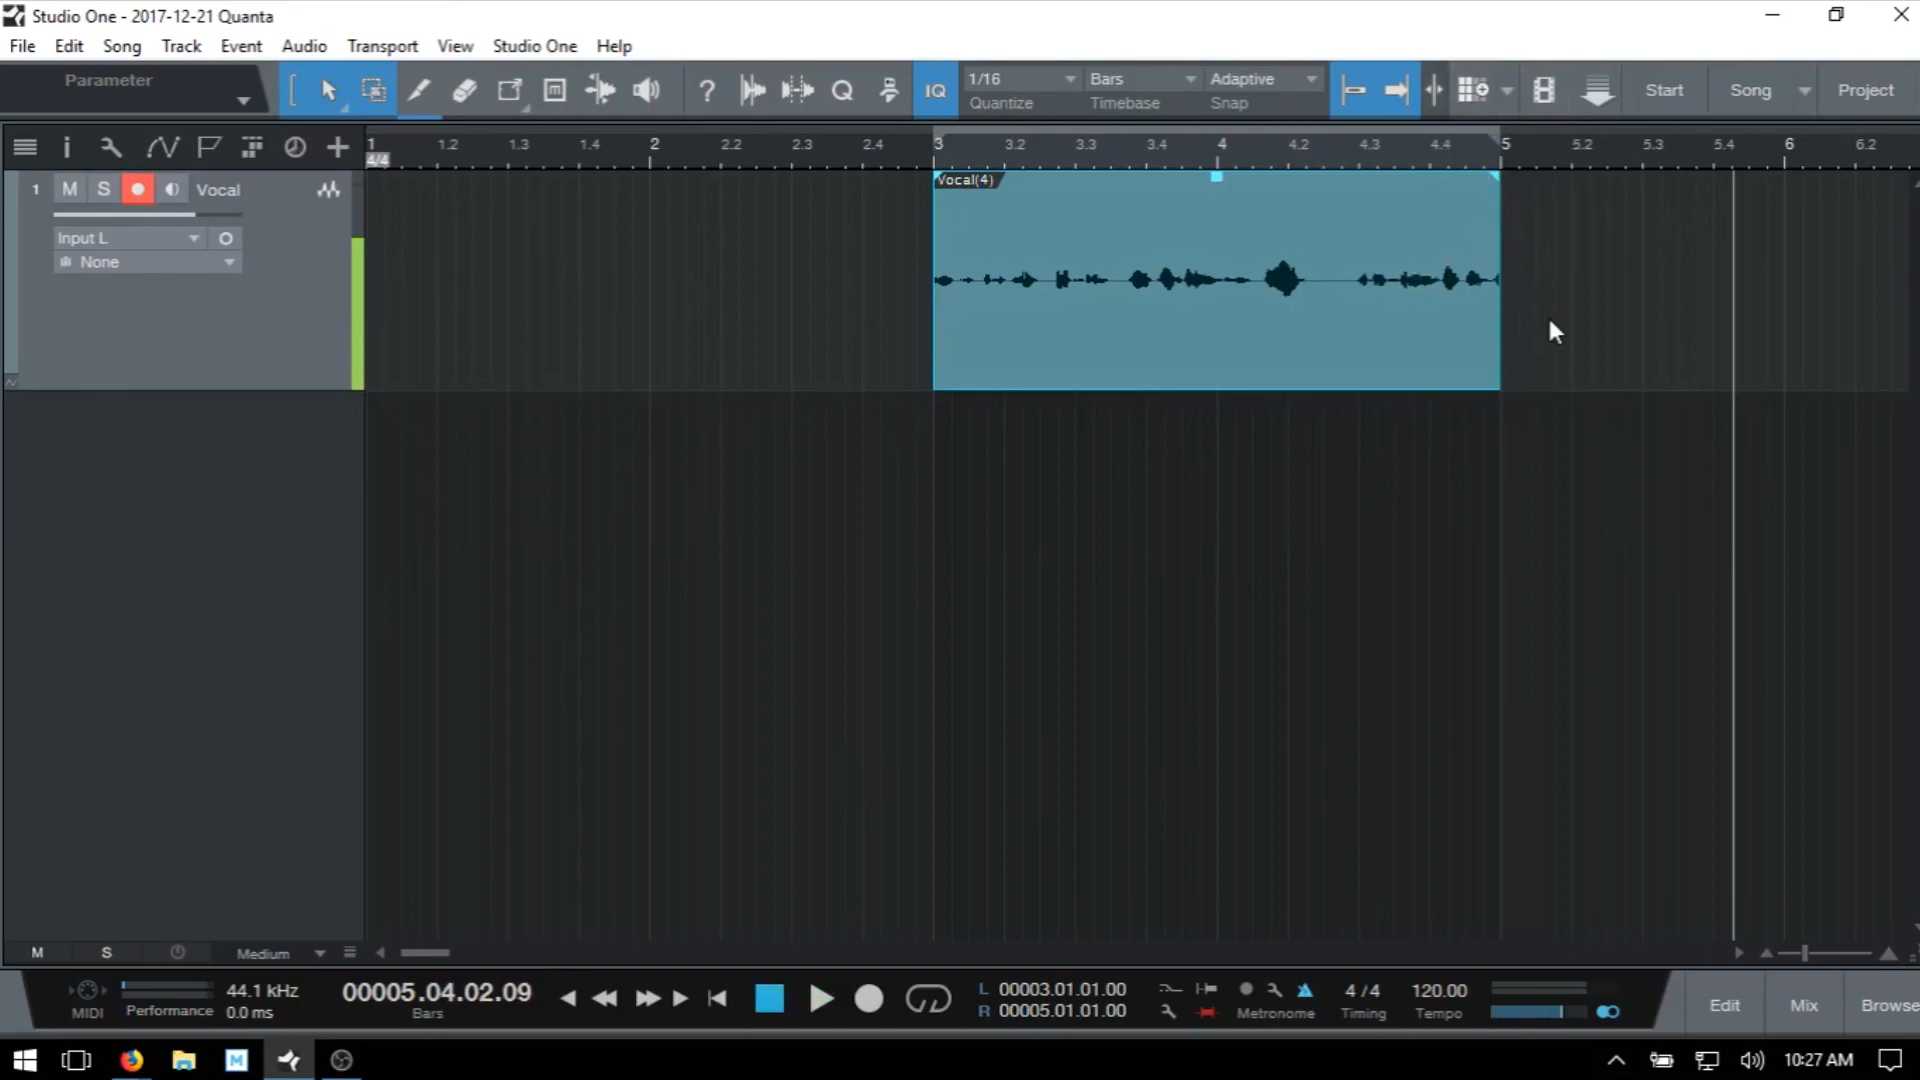 Studio One - 2017-12-21 Quanta
File Edit Song Track Event Audio Transport View Studio One Help
Parameter
? Q IQ 1/16 Bars Adaptive Start Song Project
Quantize Timebase Snap
i 1 1.2 1.3 1.4 2 2.2 2.3 2.4 3 3.2 3.3 3.4 4 4.2 4.3 4.4 5 5.2 5.3 5.4 6 6.2
4/4
1 M S Vocal
Vocal(4)
Input L
None
M S Medium
44.1 kHz 00005.04.02.09 L 00003.01.01.00 4 / 4 120.00
MIDI Performance 0.0 ms Bars R 00005.01.01.00 Metronome Timing Tempo Edit Mix Browse
M 10:27 AM